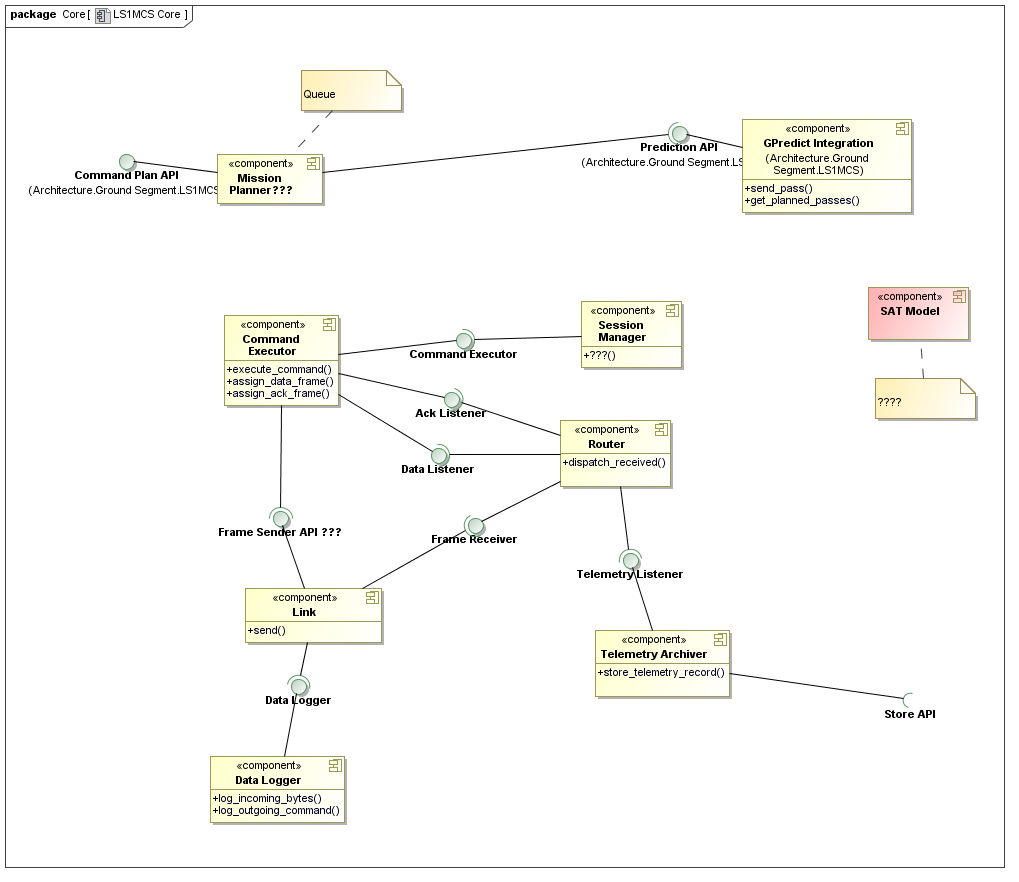 package Core[ LS1MCS Core ]
Queue
Command Plan API
(Architecture.Ground Segment.LS1MCS
«component»
Mission
Planner???
Prediction API
(Architecture.Ground Segment.LS
«component»
GPredict Integration
(Architecture.Ground
Segment.LS1MCS)
+send_pass()
+get_planned_passes()
«component»
SAT Model
????
«component»
Command
Executor
+execute_command()
+assign_data_frame()
+assign_ack_frame()
Command Executor
«component»
Session
Manager
+???()
Ack Listener
Data Listener
«component»
Router
+dispatch_received()
Frame Sender API ???
Frame Receiver
Telemetry Listener
«component»
Link
+send()
«component»
Telemetry Archiver
+store_telemetry_record()
Store API
Data Logger
«component»
Data Logger
+log_incoming_bytes()
+log_outgoing_command()